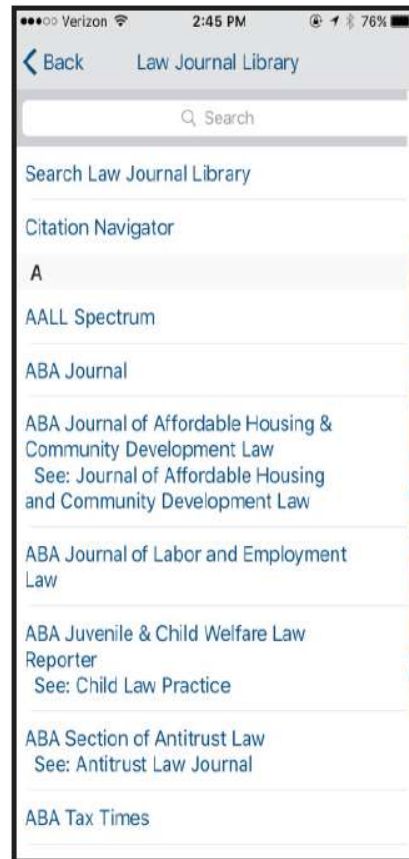 Verizon 2:45 PM 76%
Back Law Journal Library
Search
Search Law Journal Library
Citation Navigator
A
AALL Spectrum
ABA Journal
ABA Journal of Affordable Housing &
Community Development Law
See: Journal of Affordable Housing
and Community Development Law
ABA Journal of Labor and Employment
Law
ABA Juvenile & Child Welfare Law
Reporter
See: Child Law Practice
ABA Section of Antitrust Law
See: Antitrust Law Journal
ABA Tax Times